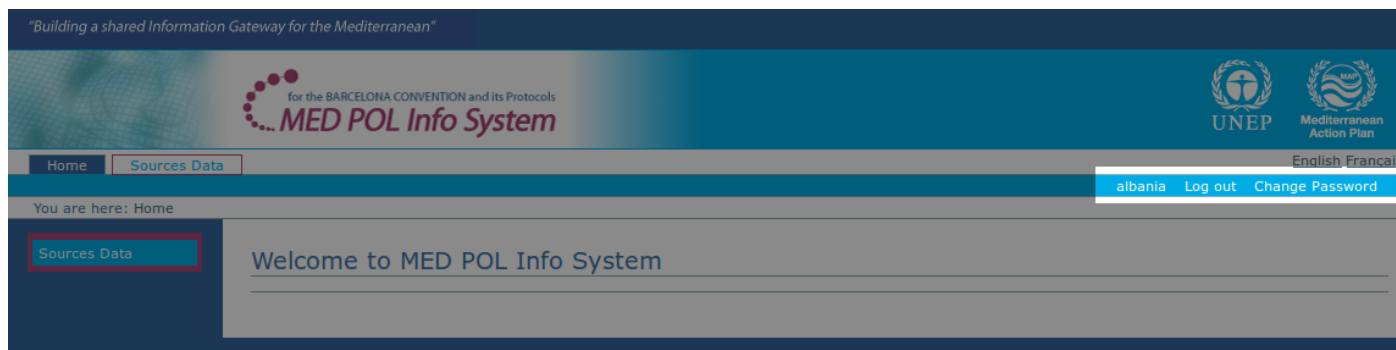 "Building a shared Information Gateway for the Mediterranean"
for the BARCELONA CONVENTION and its Protocols
MED POL Info System
UNEP
MAP
Mediterranean
Action Plan
Home Sources Data
English Françai
albania Log out Change Password
You are here: Home
Sources Data
Welcome to MED POL Info System